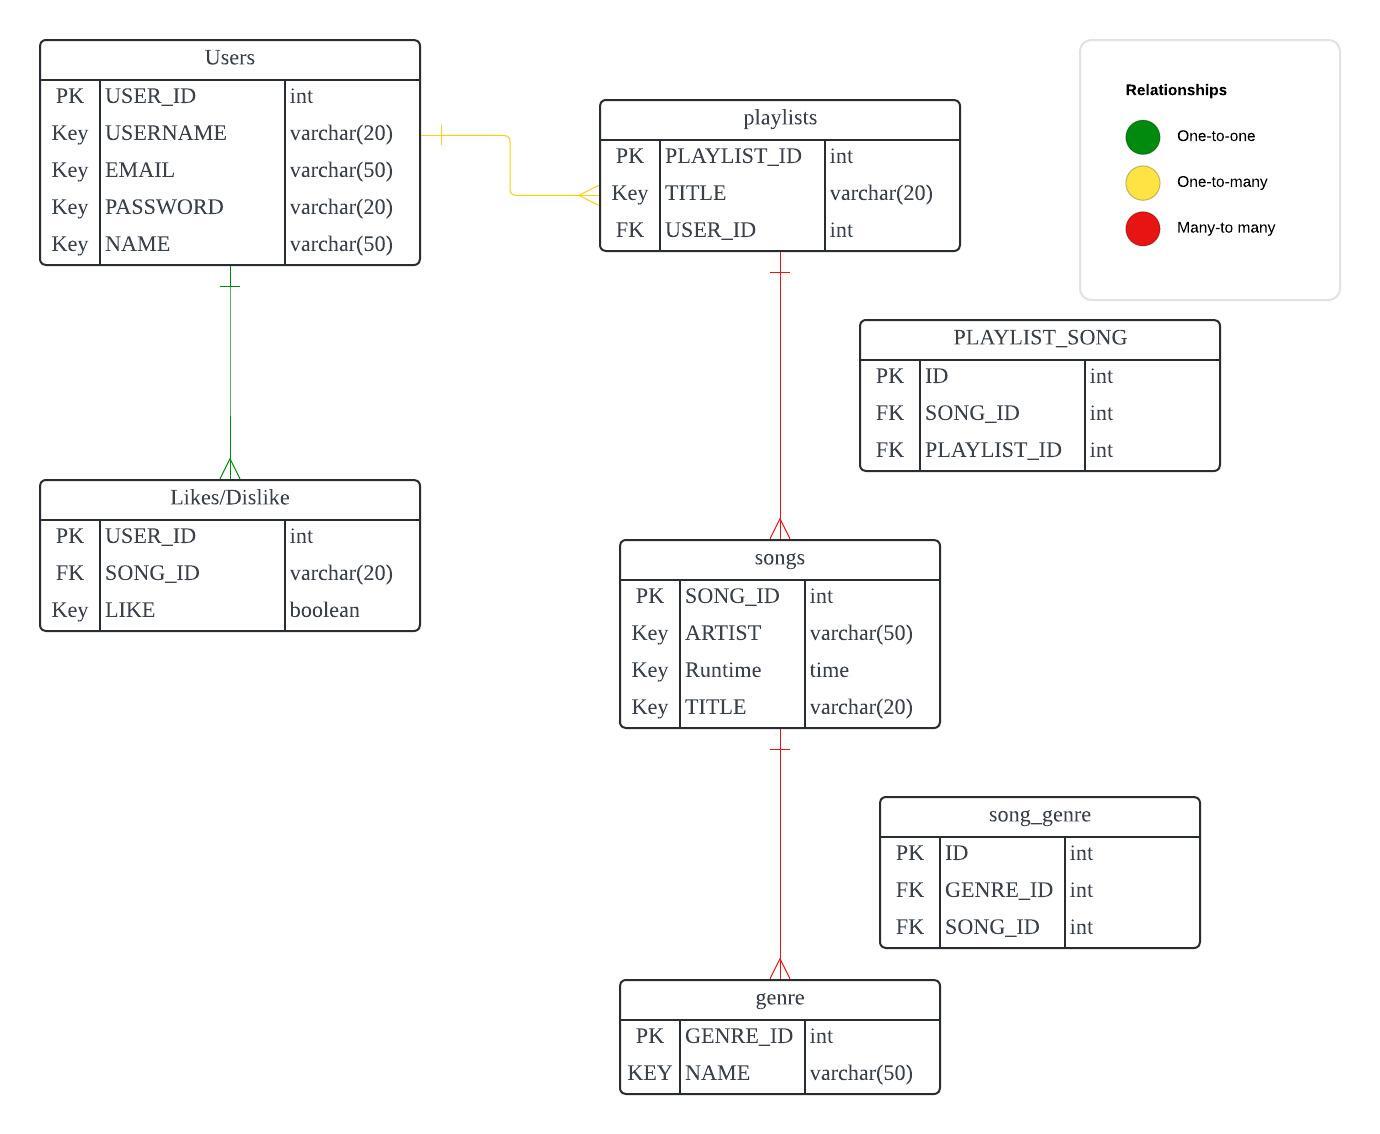 Users
PK USER_ID int
Key USERNAME varchar(20)
Key EMAIL varchar(50)
Key PASSWORD varchar(20)
Key NAME varchar(50)
playlists
PK PLAYLIST_ID int
Key TITLE varchar(20)
FK USER_ID int
Relationships
One-to-one
One-to-many
Many-to many
PLAYLIST_SONG
PK ID int
FK SONG_ID int
FK PLAYLIST_ID int
Likes/Dislike
PK USER_ID int
FK SONG_ID varchar(20)
Key LIKE boolean
songs
PK SONG_ID int
Key ARTIST varchar(50)
Key Runtime time
Key TITLE varchar(20)
song_genre
PK ID int
FK GENRE_ID int
FK SONG_ID int
genre
PK GENRE_ID int
KEY NAME varchar(50)